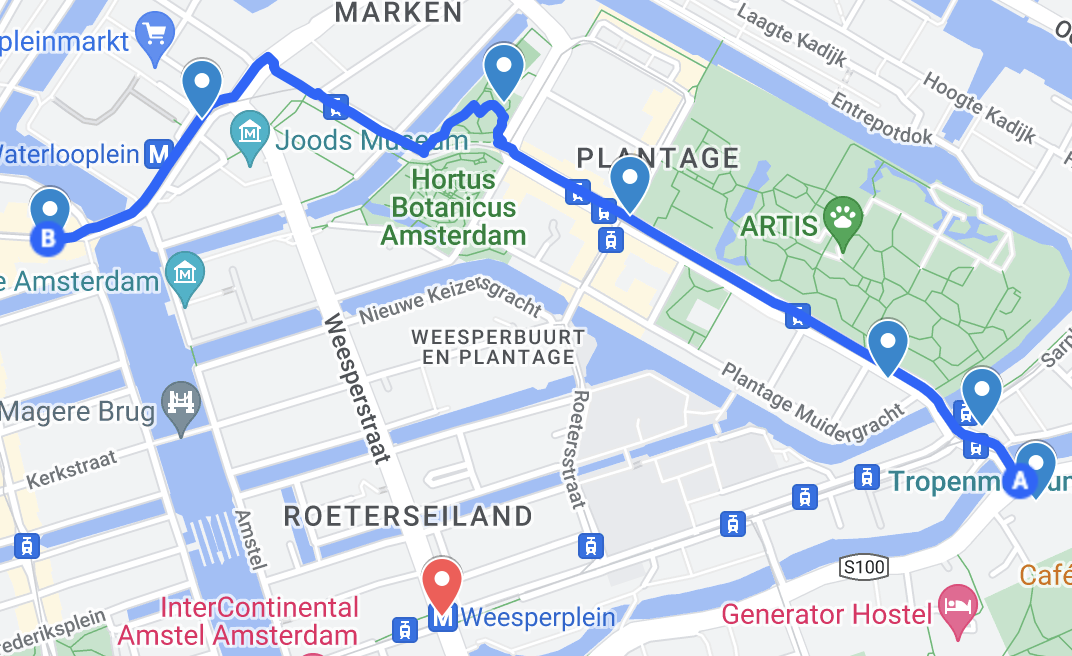 MARKEN
pleinmarkt
Laagte Kadijk
Hoogte Kadijk
Entrepotdok
Joods Museum
Waterlooplein
M
PLANTAGE
Hortus
Botanicus
Amsterdam
ARTIS
B
e Amsterdam
Nieuwe Keizersgracht
WEESPERBUURT
EN PLANTAGE
Weesperstraat
Sarph
Plantage Muidergracht
Magere Brug
Roetersstraat
Kerkstraat
Tropenm
A
ROETERSEILAND
Amstel
S100
Café
InterContinental
Amstel Amsterdam
M
Weesperplein
Generator Hostel
ederiksplein